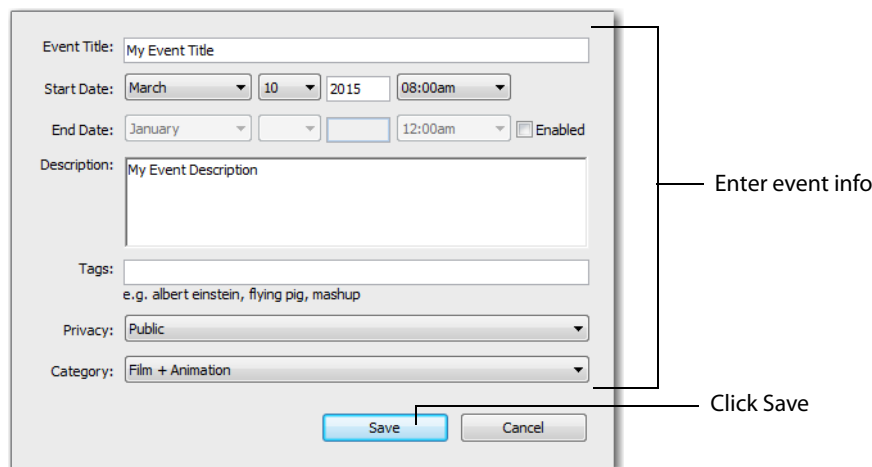 Event Title: My Event Title
Start Date: March 10 2015 08:00am
End Date: January 12:00am Enabled
Description: My Event Description
Enter event info
Tags:
e.g. albert einstein, flying pig, mashup
Privacy: Public
Category: Film + Animation
Click Save
Save Cancel